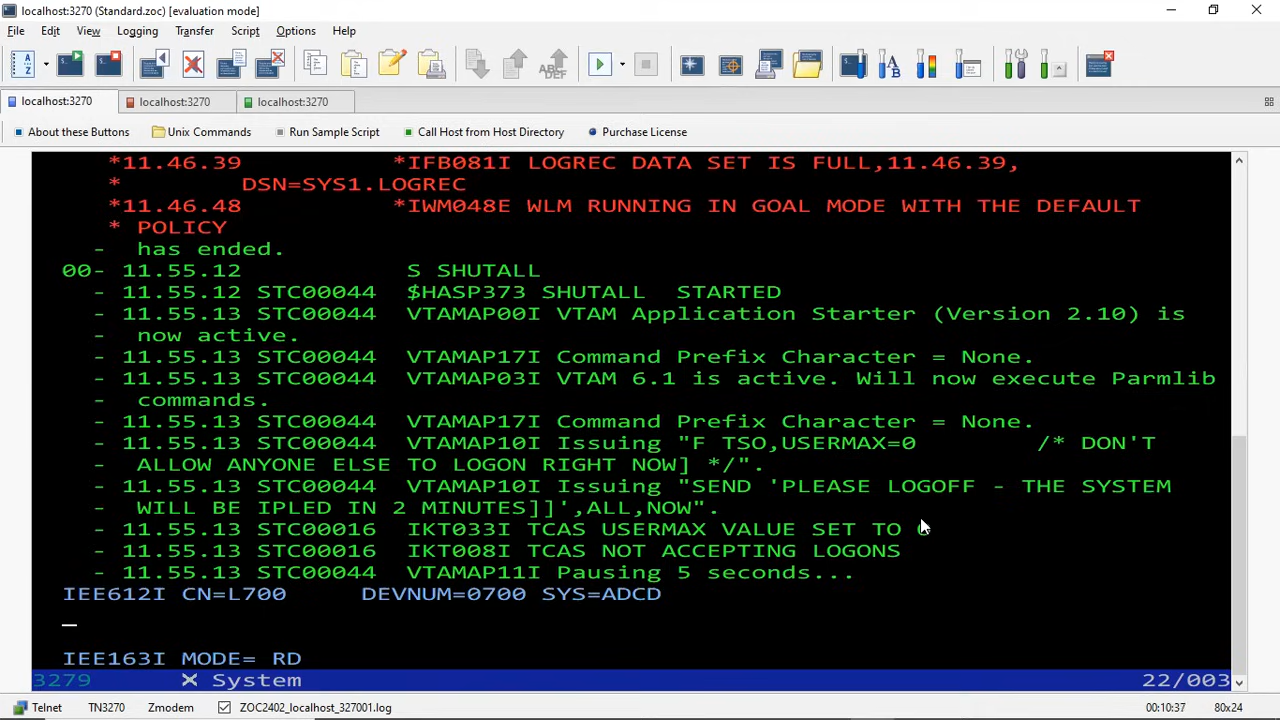 localhost:3270 (Standard.zoc) [evaluation mode]
File Edit View Logging Transfer Script Options Help
localhost:3270 localhost:3270 localhost:3270
About these Buttons Unix Commands Run Sample Script Call Host from Host Directory Purchase License
*11.46.39 *IFB081I LOGREC DATA SET IS FULL,11.46.39,
* DSN=SYS1.LOGREC
*11.46.48 *IWM048E WLM RUNNING IN GOAL MODE WITH THE DEFAULT
* POLICY
- has ended.
00- 11.55.12 S SHUTALL
- 11.55.12 STC00044 $HASP373 SHUTALL STARTED
- 11.55.13 STC00044 VTAMAP00I VTAM Application Starter (Version 2.10) is
- now active.
- 11.55.13 STC00044 VTAMAP17I Command Prefix Character = None.
- 11.55.13 STC00044 VTAMAP03I VTAM 6.1 is active. Will now execute Parmlib
- commands.
- 11.55.13 STC00044 VTAMAP17I Command Prefix Character = None.
- 11.55.13 STC00044 VTAMAP10I Issuing "F TSO,USERMAX=0 /* DON'T
- ALLOW ANYONE ELSE TO LOGON RIGHT NOW] */".
- 11.55.13 STC00044 VTAMAP10I Issuing "SEND 'PLEASE LOGOFF - THE SYSTEM
- WILL BE IPLED IN 2 MINUTES]]',ALL,NOW".
- 11.55.13 STC00016 IKT033I TCAS USERMAX VALUE SET TO
- 11.55.13 STC00016 IKT008I TCAS NOT ACCEPTING LOGONS
- 11.55.13 STC00044 VTAMAP11I Pausing 5 seconds...
IEE612I CN=L700 DEVNUM=0700 SYS=ADCD
IEE163I MODE= RD
3279 X System 22/003
Telnet TN3270 Zmodem ZOC2402_localhost_327001.log 00:10:37 80x24